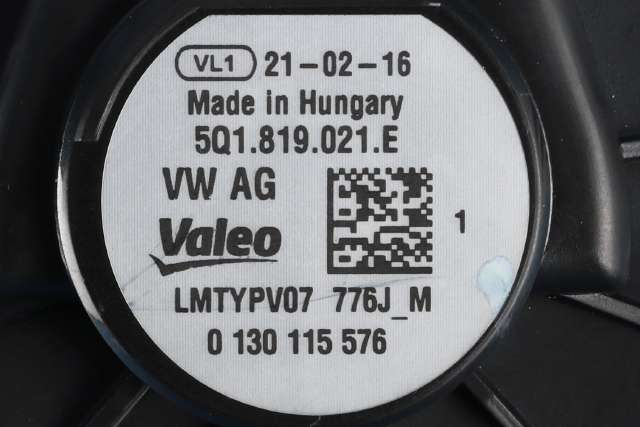 VL1 21-02-16
Made in Hungary
5Q1.819.021.E
VW AG
Valeo
1
LMTYPV07 776J_M
0 130 115 576